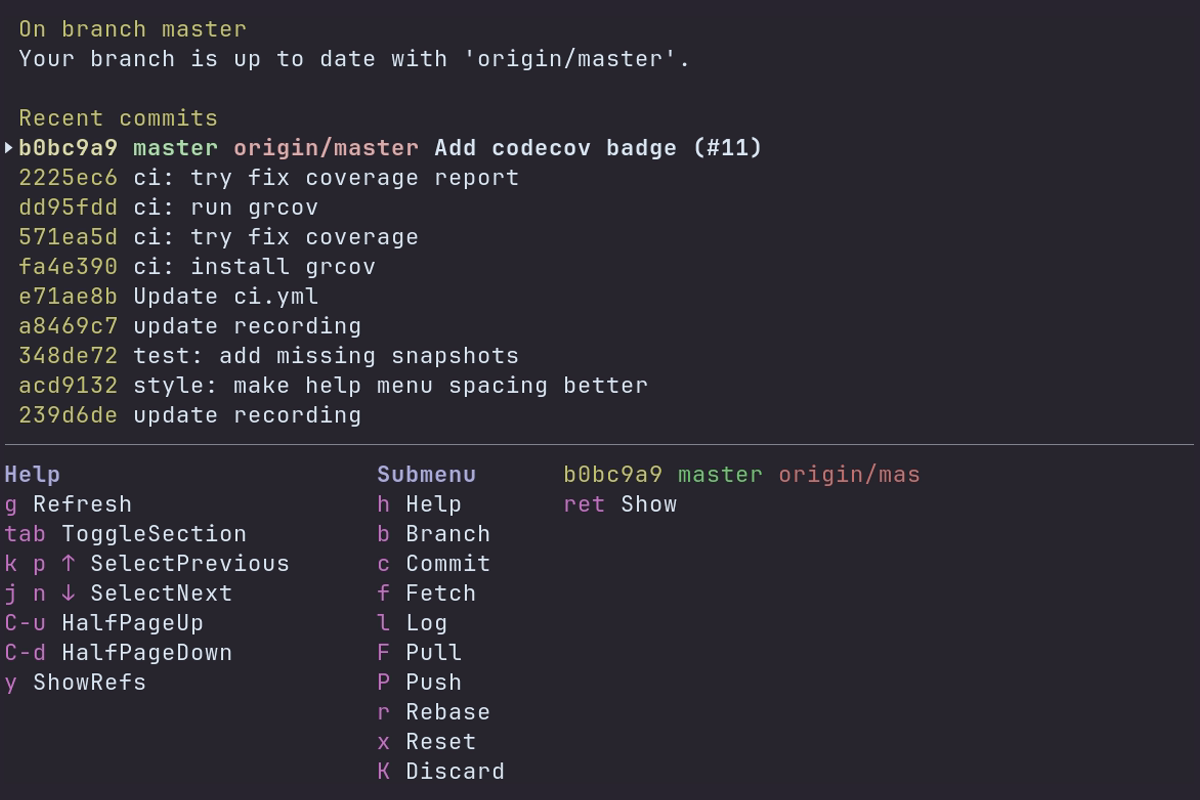 On branch master
Your branch is up to date with 'origin/master'.
Recent commits
b0bc9a9 master origin/master Add codecov badge (#11)
2225ec6 ci: try fix coverage report
dd95fdd ci: run grcov
571ea5d ci: try fix coverage
fa4e390 ci: install grcov
e71ae8b Update ci.yml
a8469c7 update recording
348de72 test: add missing snapshots
acd9132 style: make help menu spacing better
239d6de update recording
Help Submenu b0bc9a9 master origin/mas
g Refresh h Help ret Show
tab ToggleSection b Branch
k p ↑ SelectPrevious c Commit
j n ↓ SelectNext f Fetch
C-u HalfPageUp l Log
C-d HalfPageDown F Pull
y ShowRefs P Push
r Rebase
x Reset
K Discard